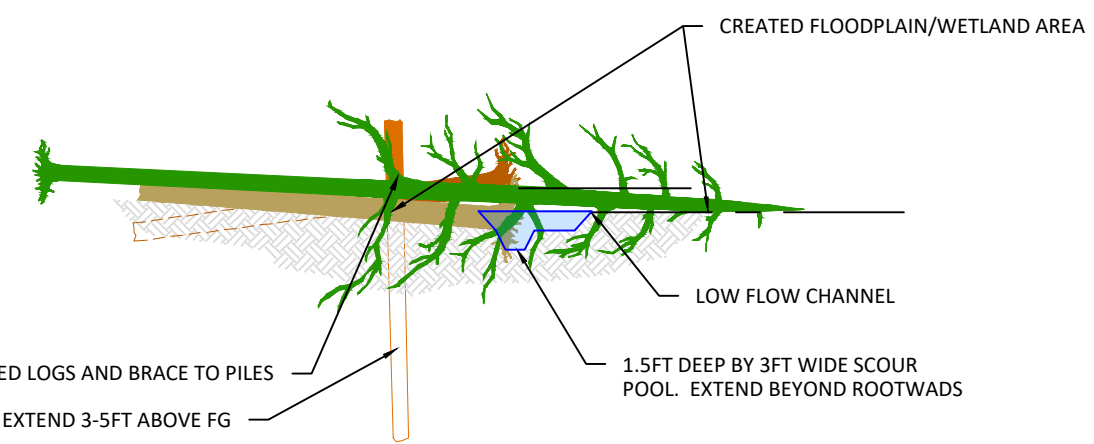 CREATED FLOODPLAIN/WETLAND AREA
LOW FLOW CHANNEL
1.5FT DEEP BY 3FT WIDE SCOUR
POOL. EXTEND BEYOND ROOTWADS
ED LOGS AND BRACE TO PILES
EXTEND 3-5FT ABOVE FG